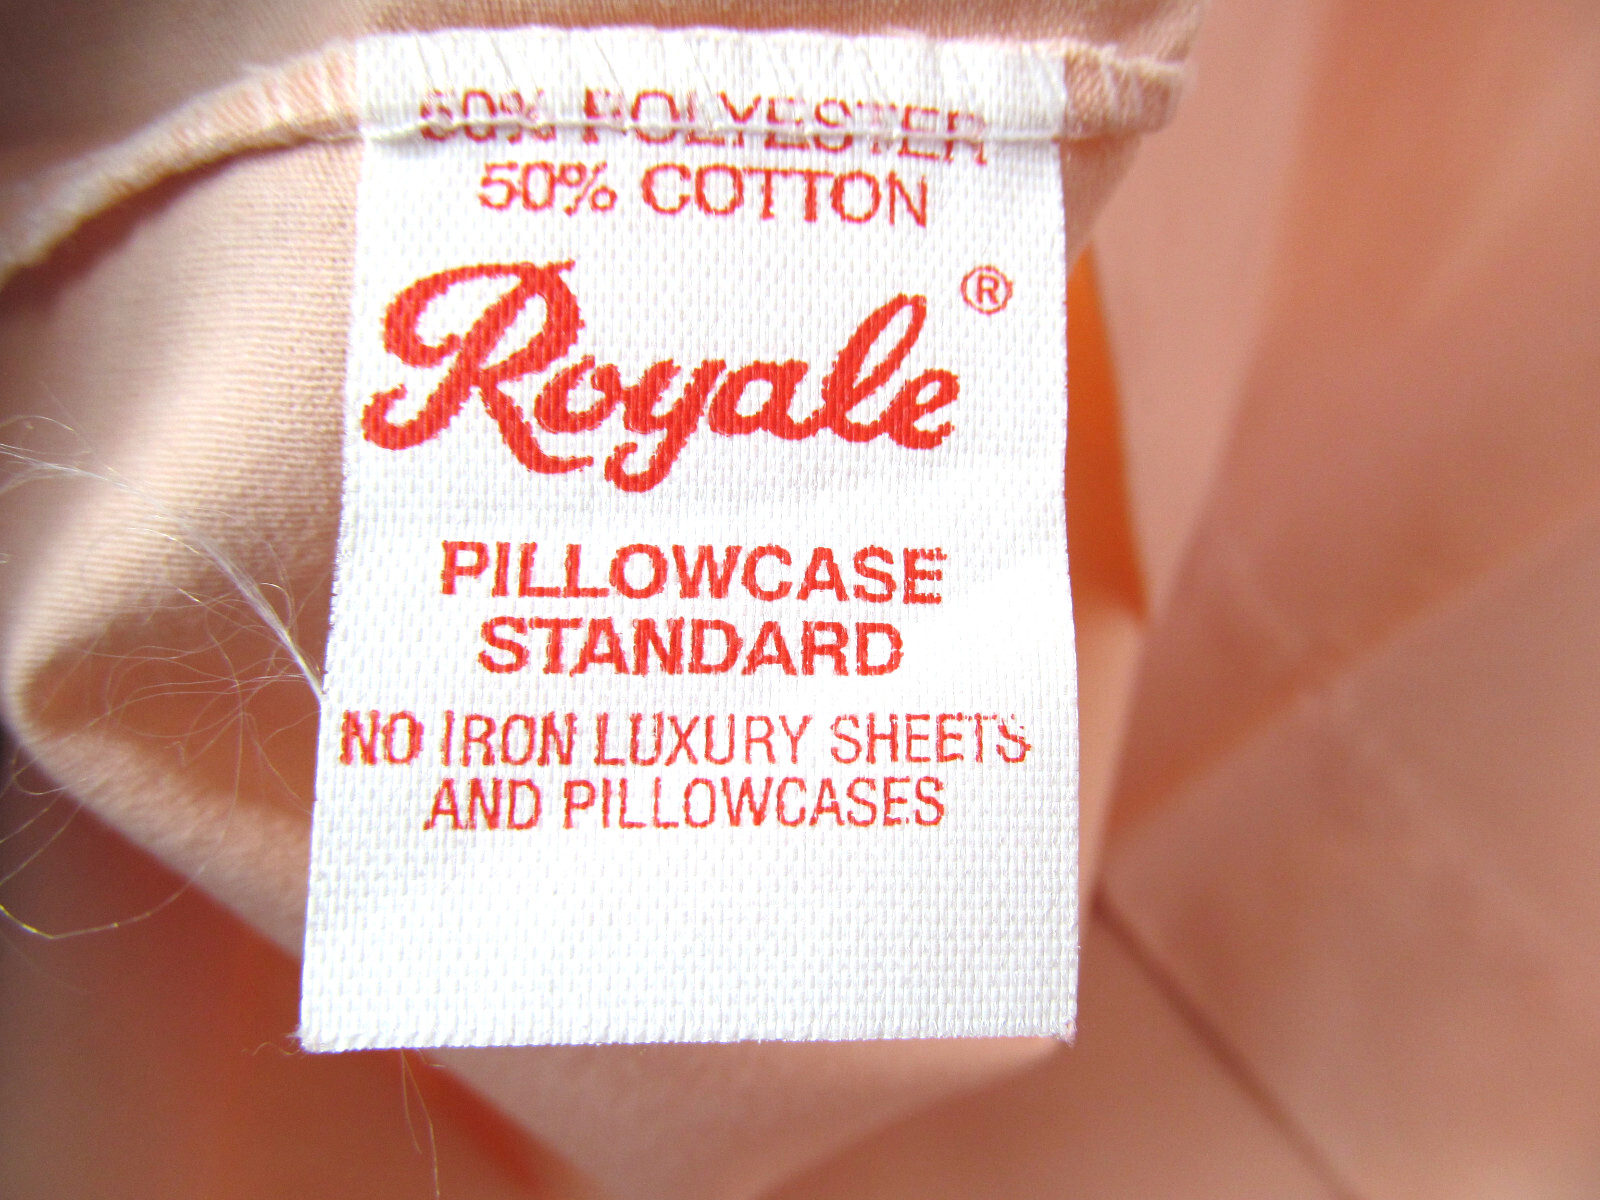 50% POLYESTER
50% COTTON
Royale ®
PILLOWCASE
STANDARD
NO IRON LUXURY SHEETS
AND PILLOWCASES